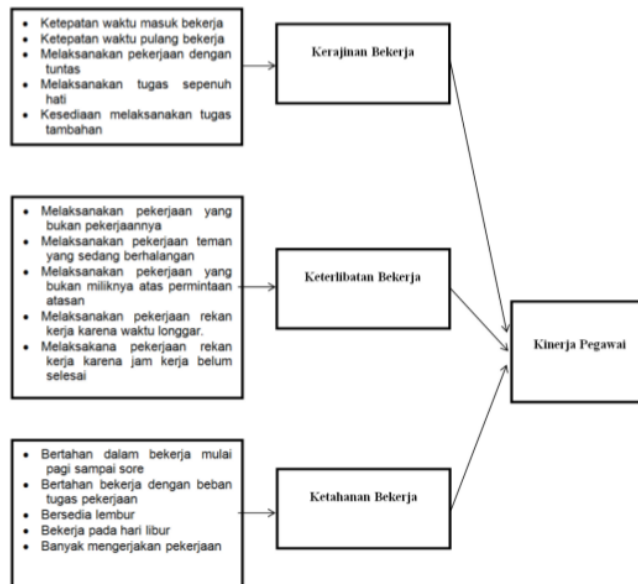 • Ketepatan waktu masuk bekerja
• Ketepatan waktu pulang bekerja
• Melaksanakan pekerjaan dengan
tuntas
• Melaksanakan tugas sepenuh
hati
• Kesediaan melaksanakan tugas
tambahan
Kerajinan Bekerja
• Melaksanakan pekerjaan yang
bukan pekerjaannya
• Melaksanakan pekerjaan teman
yang sedang berhalangan
• Melaksanakan pekerjaan yang
bukan miliknya atas permintaan
atasan
• Melaksanakan pekerjaan rekan
kerja karena waktu longgar.
• Melaksakana pekerjaan rekan
kerja karena jam kerja belum
selesai
Keterlibatan Bekerja
Kinerja Pegawai
• Bertahan dalam bekerja mulai
pagi sampai sore
• Bertahan bekerja dengan beban
tugas pekerjaan
• Bersedia lembur
• Bekerja pada hari libur
• Banyak mengerjakan pekerjaan
Ketahanan Bekerja